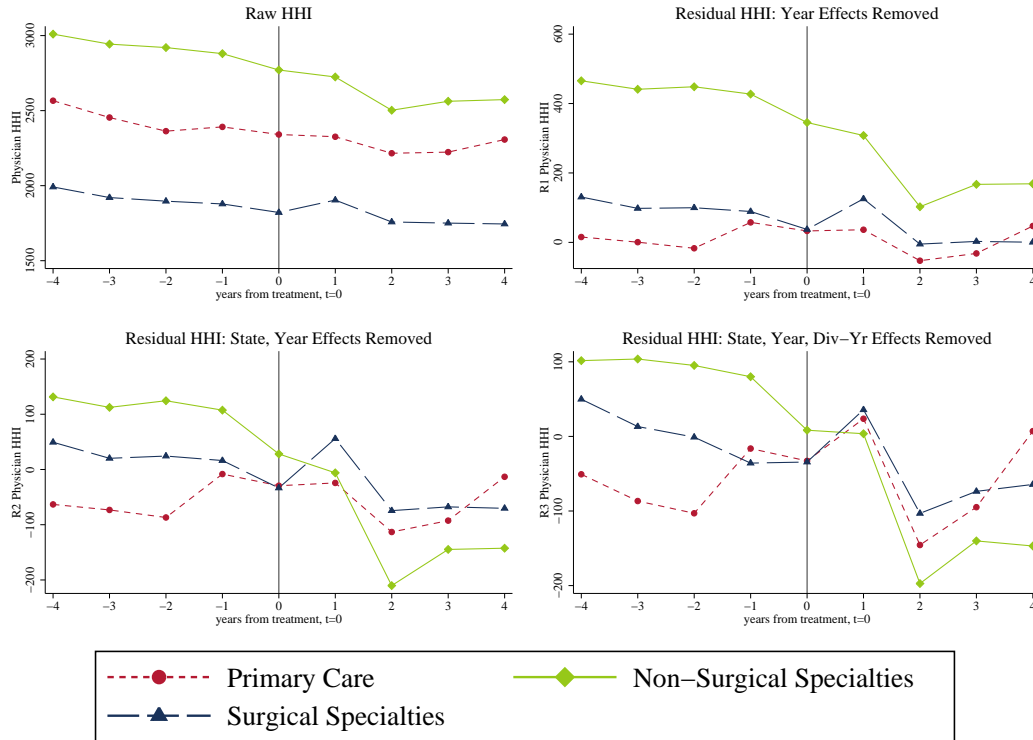 Raw HHI
Physician HHI
3000
2500
2000
1500
−4 −3 −2 −1 0 1 2 3 4
years from treatment, t=0
Residual HHI: Year Effects Removed
R1 Physician HHI
600
400
200
0
−4 −3 −2 −1 0 1 2 3 4
years from treatment, t=0
Residual HHI: State, Year Effects Removed
R2 Physician HHI
200
100
0
−100
−200
−4 −3 −2 −1 0 1 2 3 4
years from treatment, t=0
Residual HHI: State, Year, Div−Yr Effects Removed
R3 Physician HHI
100
0
−100
−200
−4 −3 −2 −1 0 1 2 3 4
years from treatment, t=0
Primary Care
Non−Surgical Specialties
Surgical Specialties